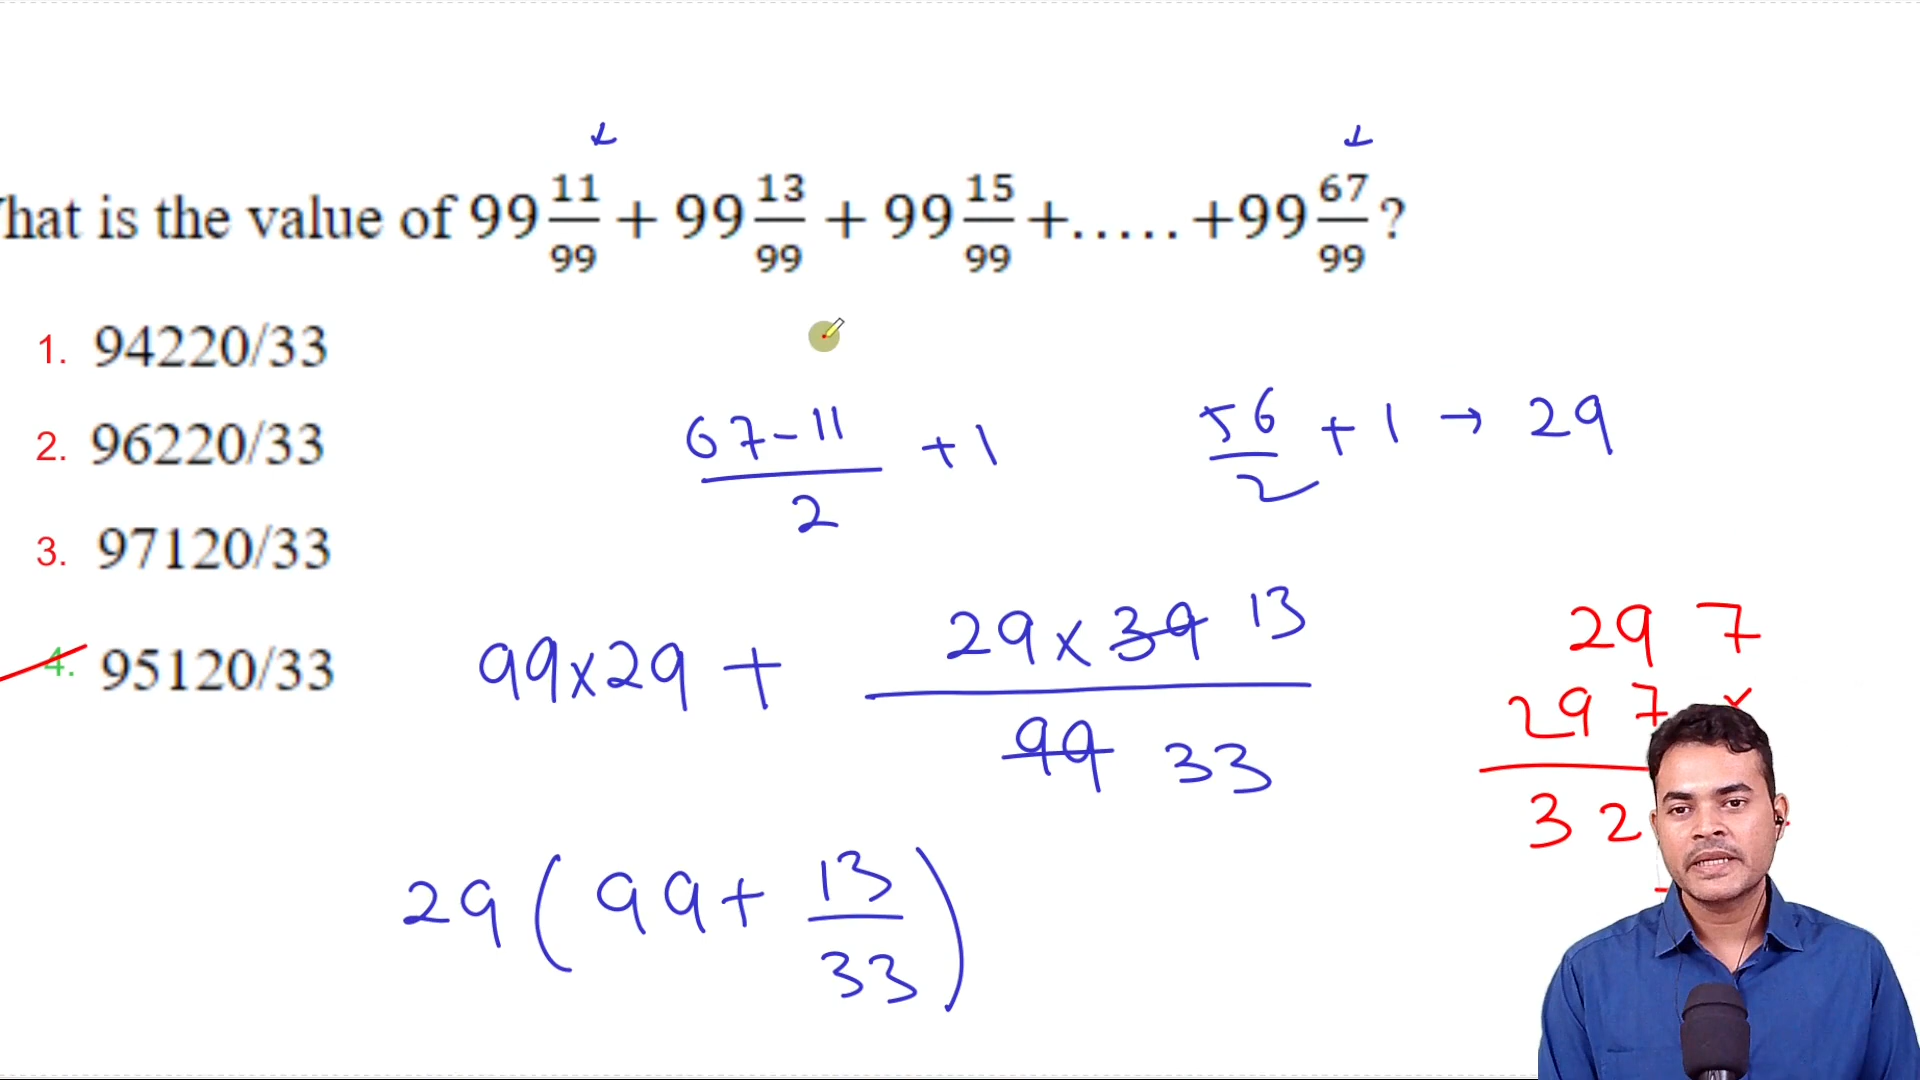 hat is the value of 99 11/99 + 99 13/99 + 99 15/99 +..... +99 67/99?
1. 94220/33
2. 96220/33
3. 97120/33
4. 95120/33
67-11/2 + 1
56/2 + 1 → 29
99x29 + 29x39 13/99 33
29(99+ 13/33)
29 7
29 7 x
3 2